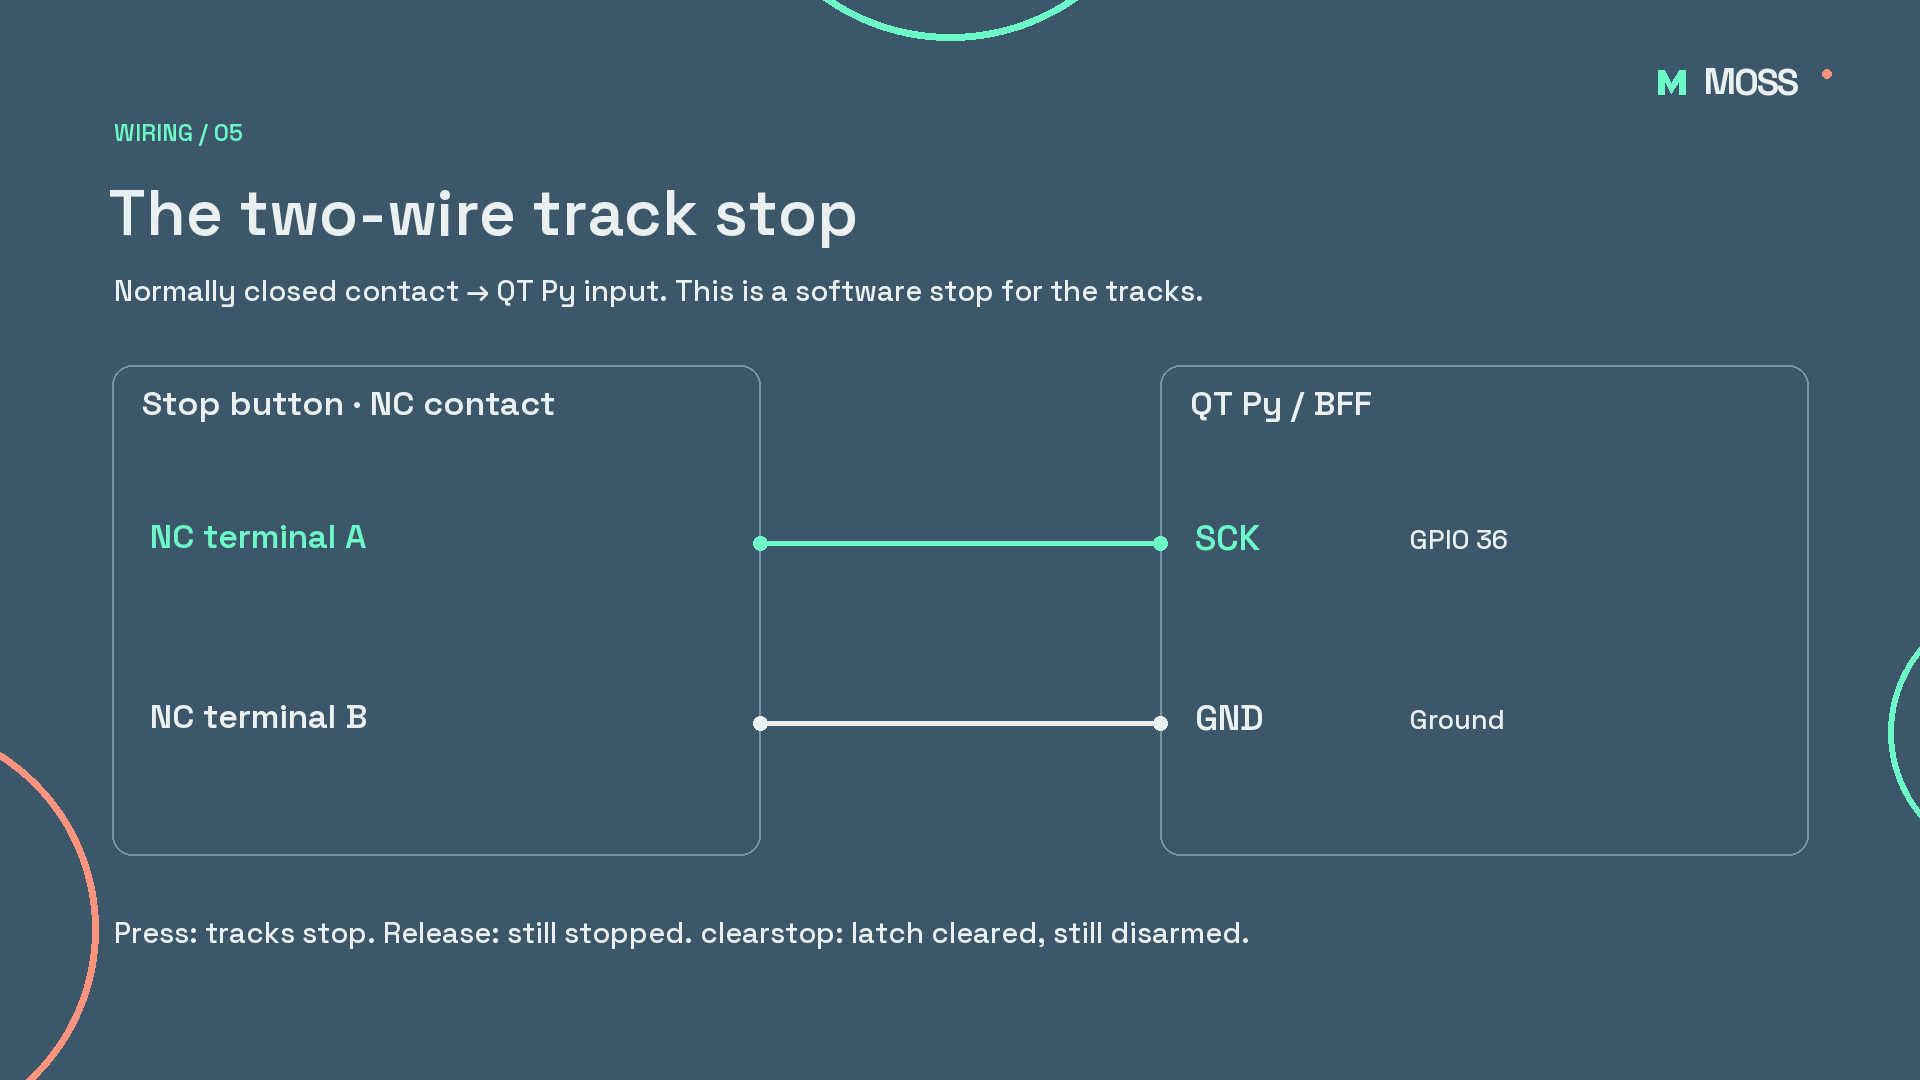 M MOSS
WIRING / 05
The two-wire track stop
Normally closed contact → QT Py input. This is a software stop for the tracks.
Stop button · NC contact
QT Py / BFF
NC terminal A
SCK
GPIO 36
NC terminal B
GND
Ground
Press: tracks stop. Release: still stopped. clearstop: latch cleared, still disarmed.